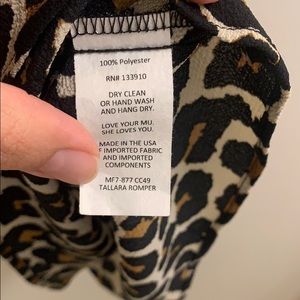 100% Polyester
RN# 133910
DRY CLEAN
OR HAND WASH
AND HANG DRY.
LOVE YOUR MU.
SHE LOVES YOU.
MADE IN THE USA
F IMPORTED FABRIC
AND IMPORTED
COMPONENTS
MF7-877 CC49
TALLARA ROMPER